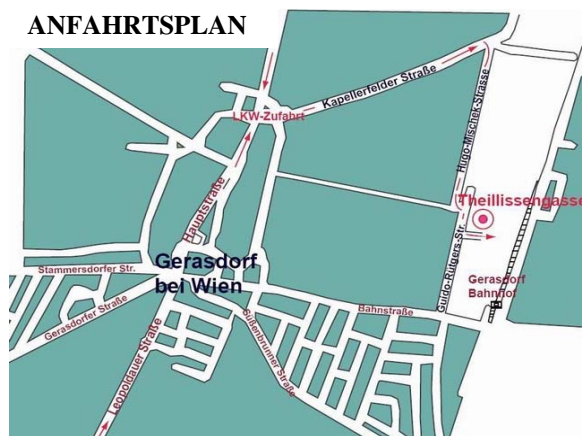 ANFAHRTSPLAN
Kapellerfelder Straße
LKW-Zufahrt
Hugo-Mischek-Strasse
Hauptstraße
Theillissengasse
Guido-Rütgers-Str.
Gerasdorf
bei Wien
Stammersdorfer Str.
Gerasdorf
Bahnhof
Gerasdorfer Straße
Bahnstraße
Süßenbrunner Straße
Leopoldauer Straße